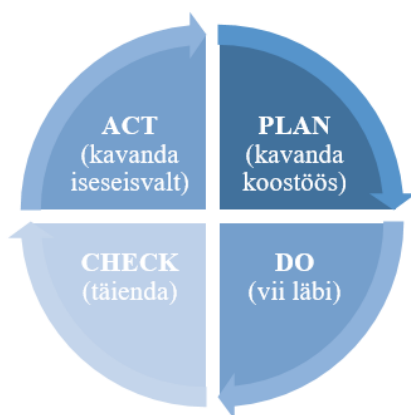 ACT
(kavanda
iseseisvalt)
PLAN
(kavanda
koostöös)
CHECK
(täienda)
DO
(vii läbi)